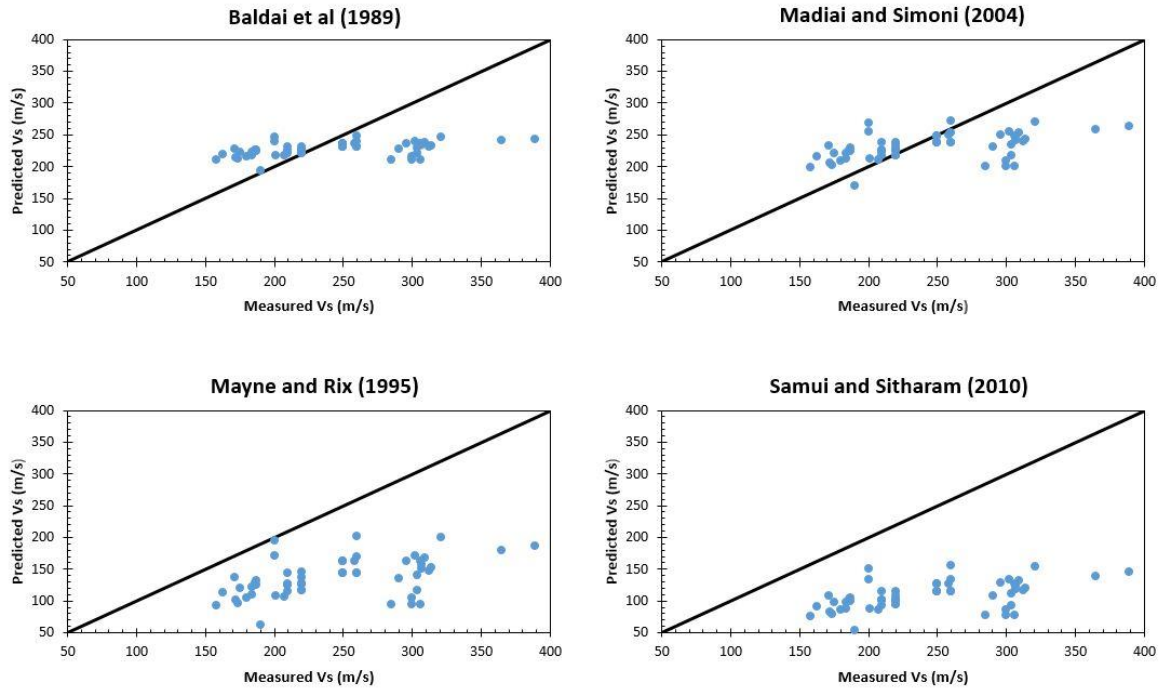 Baldai et al (1989)
400
350
300
250
200
150
100
50
Predicted Vs (m/s)
50 100 150 200 250 300 350 400
Measured Vs (m/s)
Madiai and Simoni (2004)
400
350
300
250
200
150
100
50
Predicted Vs (m/s)
50 100 150 200 250 300 350 400
Measured Vs (m/s)
Mayne and Rix (1995)
400
350
300
250
200
150
100
50
Predicted Vs (m/s)
50 100 150 200 250 300 350 400
Measured Vs (m/s)
Samui and Sitharam (2010)
400
350
300
250
200
150
100
50
Predicted Vs (m/s)
50 100 150 200 250 300 350 400
Measured Vs (m/s)